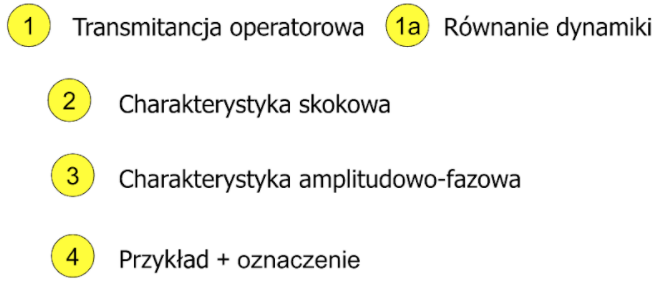 1 Transmitancja operatorowa 1a Równanie dynamiki
2 Charakterystyka skokowa
3 Charakterystyka amplitudowo-fazowa
4 Przykład + oznaczenie